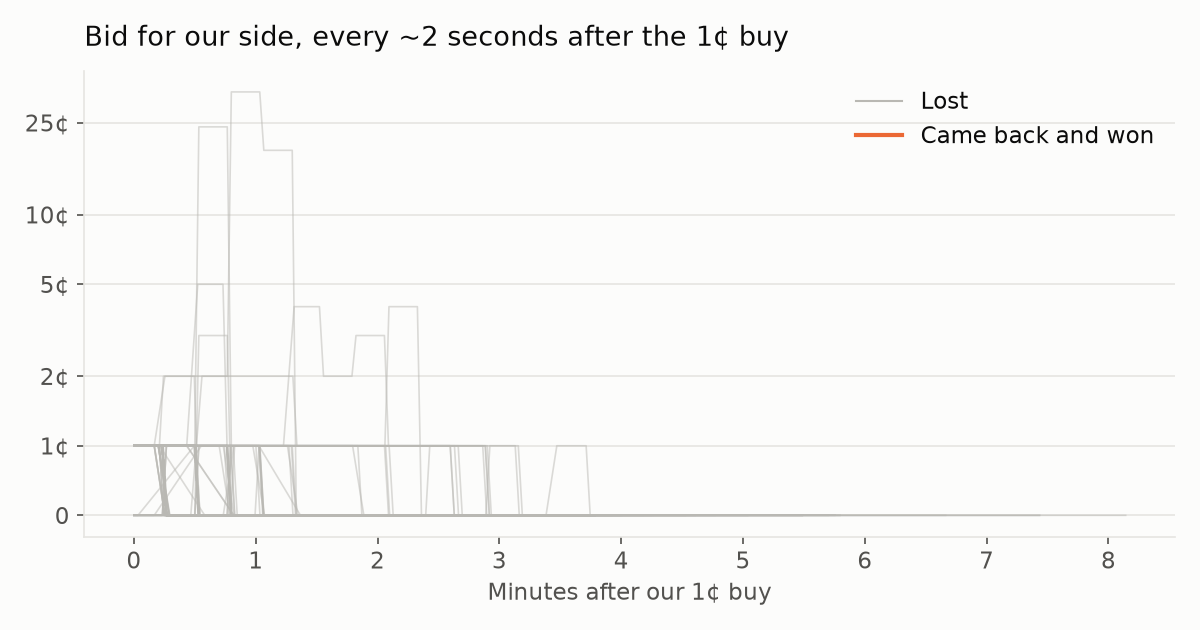 Bid for our side, every ~2 seconds after the 1¢ buy
Lost
Came back and won
25¢
10¢
5¢
2¢
1¢
0
0 1 2 3 4 5 6 7 8
Minutes after our 1¢ buy